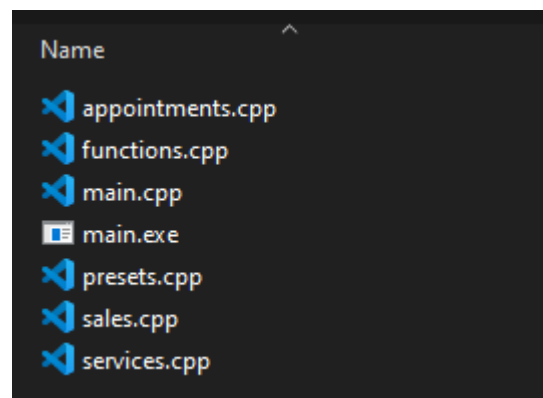 Name
appointments.cpp
functions.cpp
main.cpp
main.exe
presets.cpp
sales.cpp
services.cpp